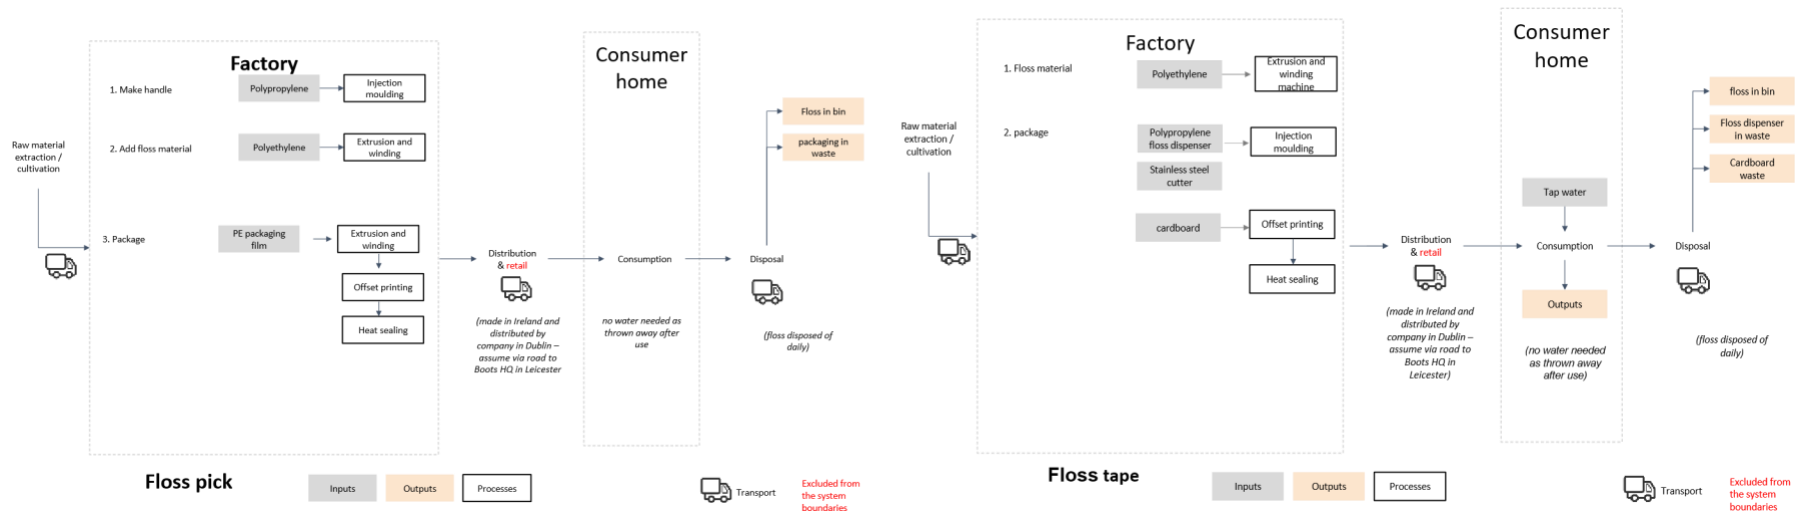 Factory
1. Make handle
Polypropylene
Injection
moulding
2. Add floss material
Polyethylene
Extrusion and
winding
Raw material
extraction /
cultivation
3. Package
PE packaging
film
Extrusion and
winding
Offset printing
Heat sealing
Distribution
& retail
(made in Ireland and
distributed by
company in Dublin –
assume via road to
Boots HQ in Leicester
Consumer
home
Consumption
no water needed as
thrown away after
use
Floss in bin
packaging in
waste
Disposal
(floss disposed of
daily)
Floss pick
Inputs
Outputs
Processes
Transport
Excluded from
the system
boundaries
Factory
1. Floss material
Polyethylene
Extrusion and
winding
machine
Raw material
extraction /
cultivation
2. package
Polypropylene
floss dispenser
Injection
moulding
Stainless steel
cutter
cardboard
Offset printing
Heat sealing
Distribution
& retail
(made in Ireland and
distributed by
company in Dublin –
assume via road to
Boots HQ in
Leicester)
Consumer
home
Tap water
Consumption
Outputs
(no water needed
as thrown away
after use)
floss in bin
Floss dispenser
in waste
Cardboard
waste
Disposal
(floss disposed of
daily)
Floss tape
Inputs
Outputs
Processes
Transport
Excluded from
the system
boundaries